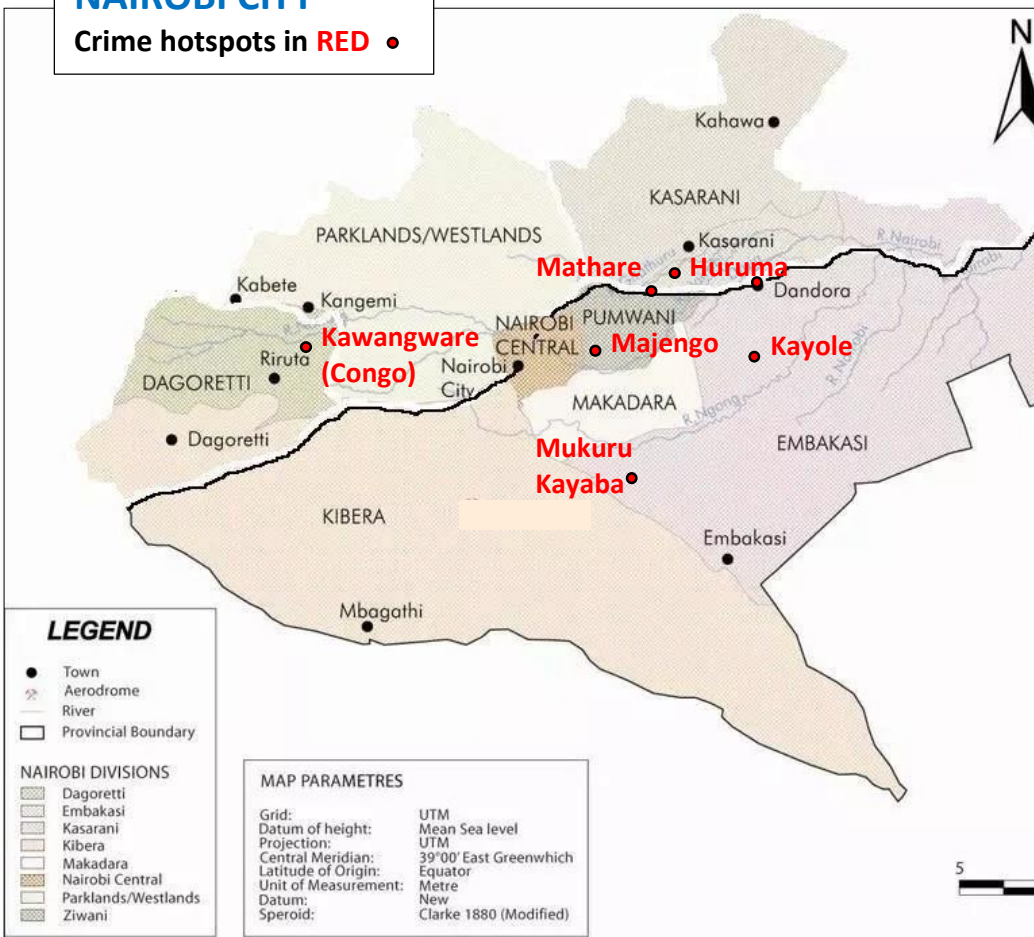 NAIROBI CITY
Crime hotspots in RED
N
Kahawa
KASARANI
PARKLANDS/WESTLANDS
Kasarani
R.Nairobi
Mathare
Huruma
Kabete
Kangemi
Dandora
PUMWANI
NAIROBI
CENTRAL
Kawangware
(Congo)
Majengo
Kayole
Riruta
Nairobi
City
R.Nairobi
DAGORETTI
MAKADARA
R.Ngong
Dagoretti
EMBAKASI
Mukuru
Kayaba
KIBERA
Embakasi
Mbagathi
LEGEND
Town
Aerodrome
River
Provincial Boundary
NAIROBI DIVISIONS
Dagoretti
Embakasi
Kasarani
Kibera
Makadara
Nairobi Central
Parklands/Westlands
Ziwani
MAP PARAMETRES
Grid: UTM
Datum of height: Mean Sea level
Projection: UTM
Central Meridian: 39°00' East Greenwhich
Latitude of Origin: Equator
Unit of Measurement: Metre
Datum: New
Speroid: Clarke 1880 (Modified)
5